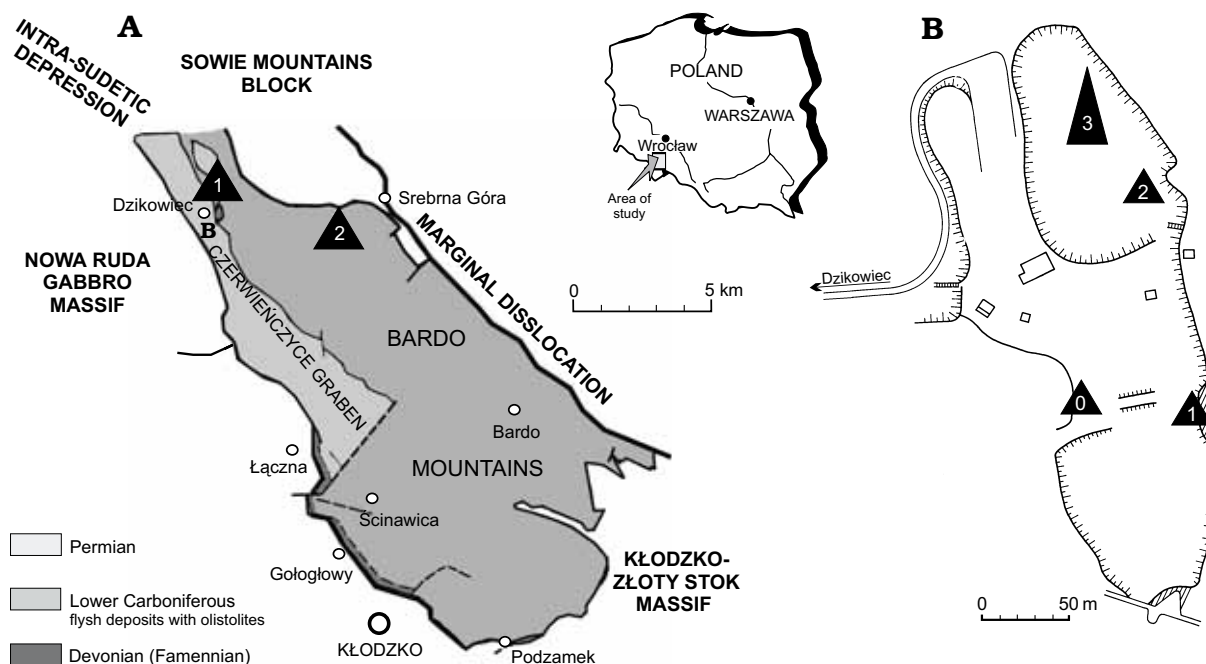 A
INTRA-SUDETIC
DEPRESSION
SOWIE MOUNTAINS
BLOCK
1
Dzikowiec
B
2
Srebrna Góra
NOWA RUDA
GABBRO
MASSIF
CZERWIEŃCZYCE GRABEN
MARGINAL DISSLOCATION
BARDO
Bardo
MOUNTAINS
Łączna
Ścinawica
Gołogłowy
KŁODZKO-
ZŁOTY STOK
MASSIF
KŁODZKO
Podzamek
0 5 km
Permian
Lower Carboniferous
flysh deposits with olistolites
Devonian (Famennian)
POLAND
WARSZAWA
Wrocław
Area of
study
B
3
2
Dzikowiec
0
1
0 50 m